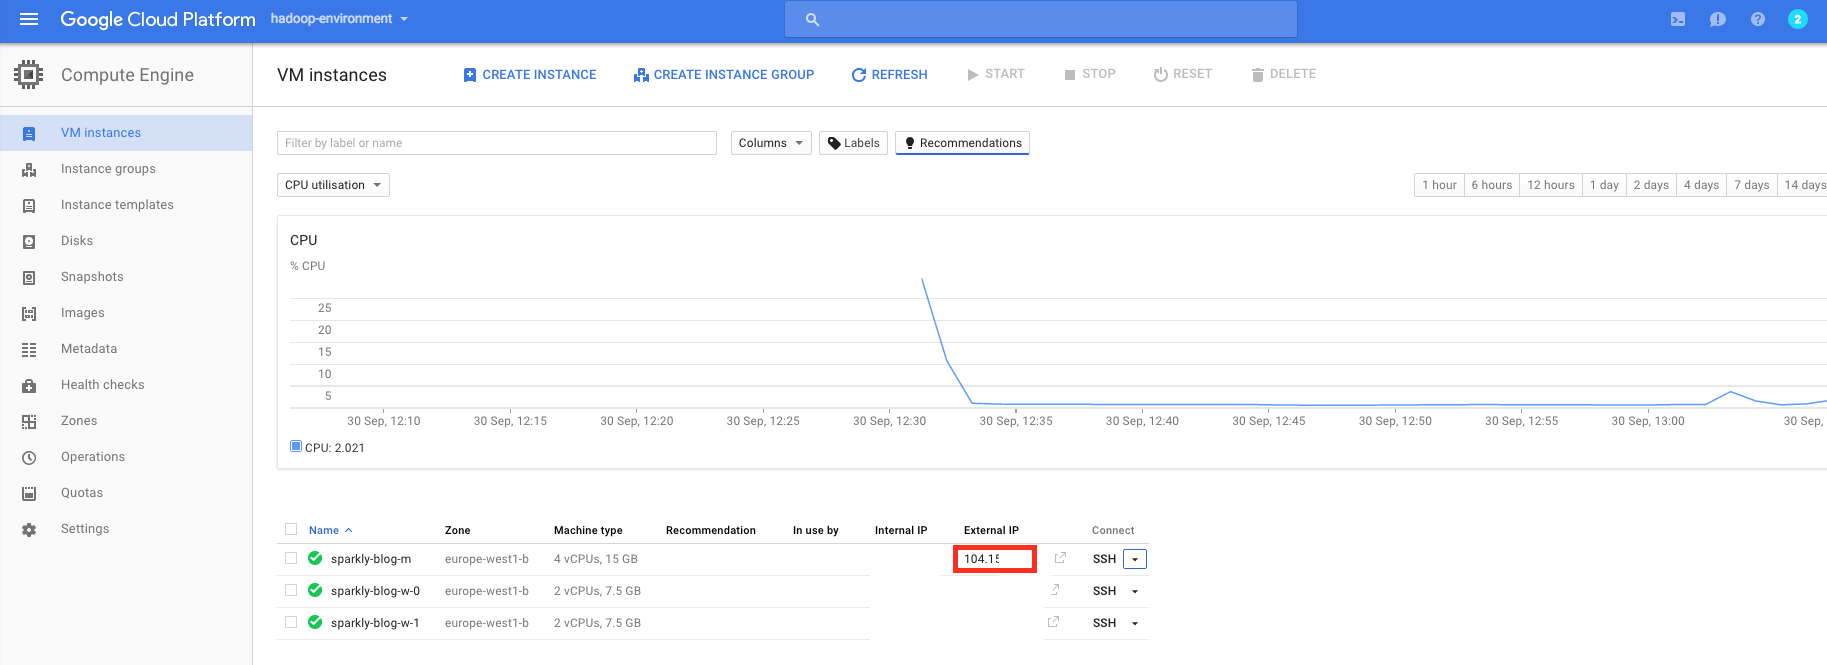 Google Cloud Platform hadoop-environment
2
Compute Engine
VM instances
Instance groups
Instance templates
Disks
Snapshots
Images
Metadata
Health checks
Zones
Operations
Quotas
Settings
VM instances CREATE INSTANCE CREATE INSTANCE GROUP REFRESH START STOP RESET DELETE
Filter by label or name Columns Labels Recommendations
CPU utilisation 1 hour 6 hours 12 hours 1 day 2 days 4 days 7 days 14 days
CPU
% CPU
25
20
15
10
5
30 Sep, 12:10 30 Sep, 12:15 30 Sep, 12:20 30 Sep, 12:25 30 Sep, 12:30 30 Sep, 12:35 30 Sep, 12:40 30 Sep, 12:45 30 Sep, 12:50 30 Sep, 12:55 30 Sep, 13:00 30 Sep,
CPU: 2.021
Name Zone Machine type Recommendation In use by Internal IP External IP Connect
sparkly-blog-m europe-west1-b 4 vCPUs, 15 GB 104.15 SSH
sparkly-blog-w-0 europe-west1-b 2 vCPUs, 7.5 GB SSH
sparkly-blog-w-1 europe-west1-b 2 vCPUs, 7.5 GB SSH